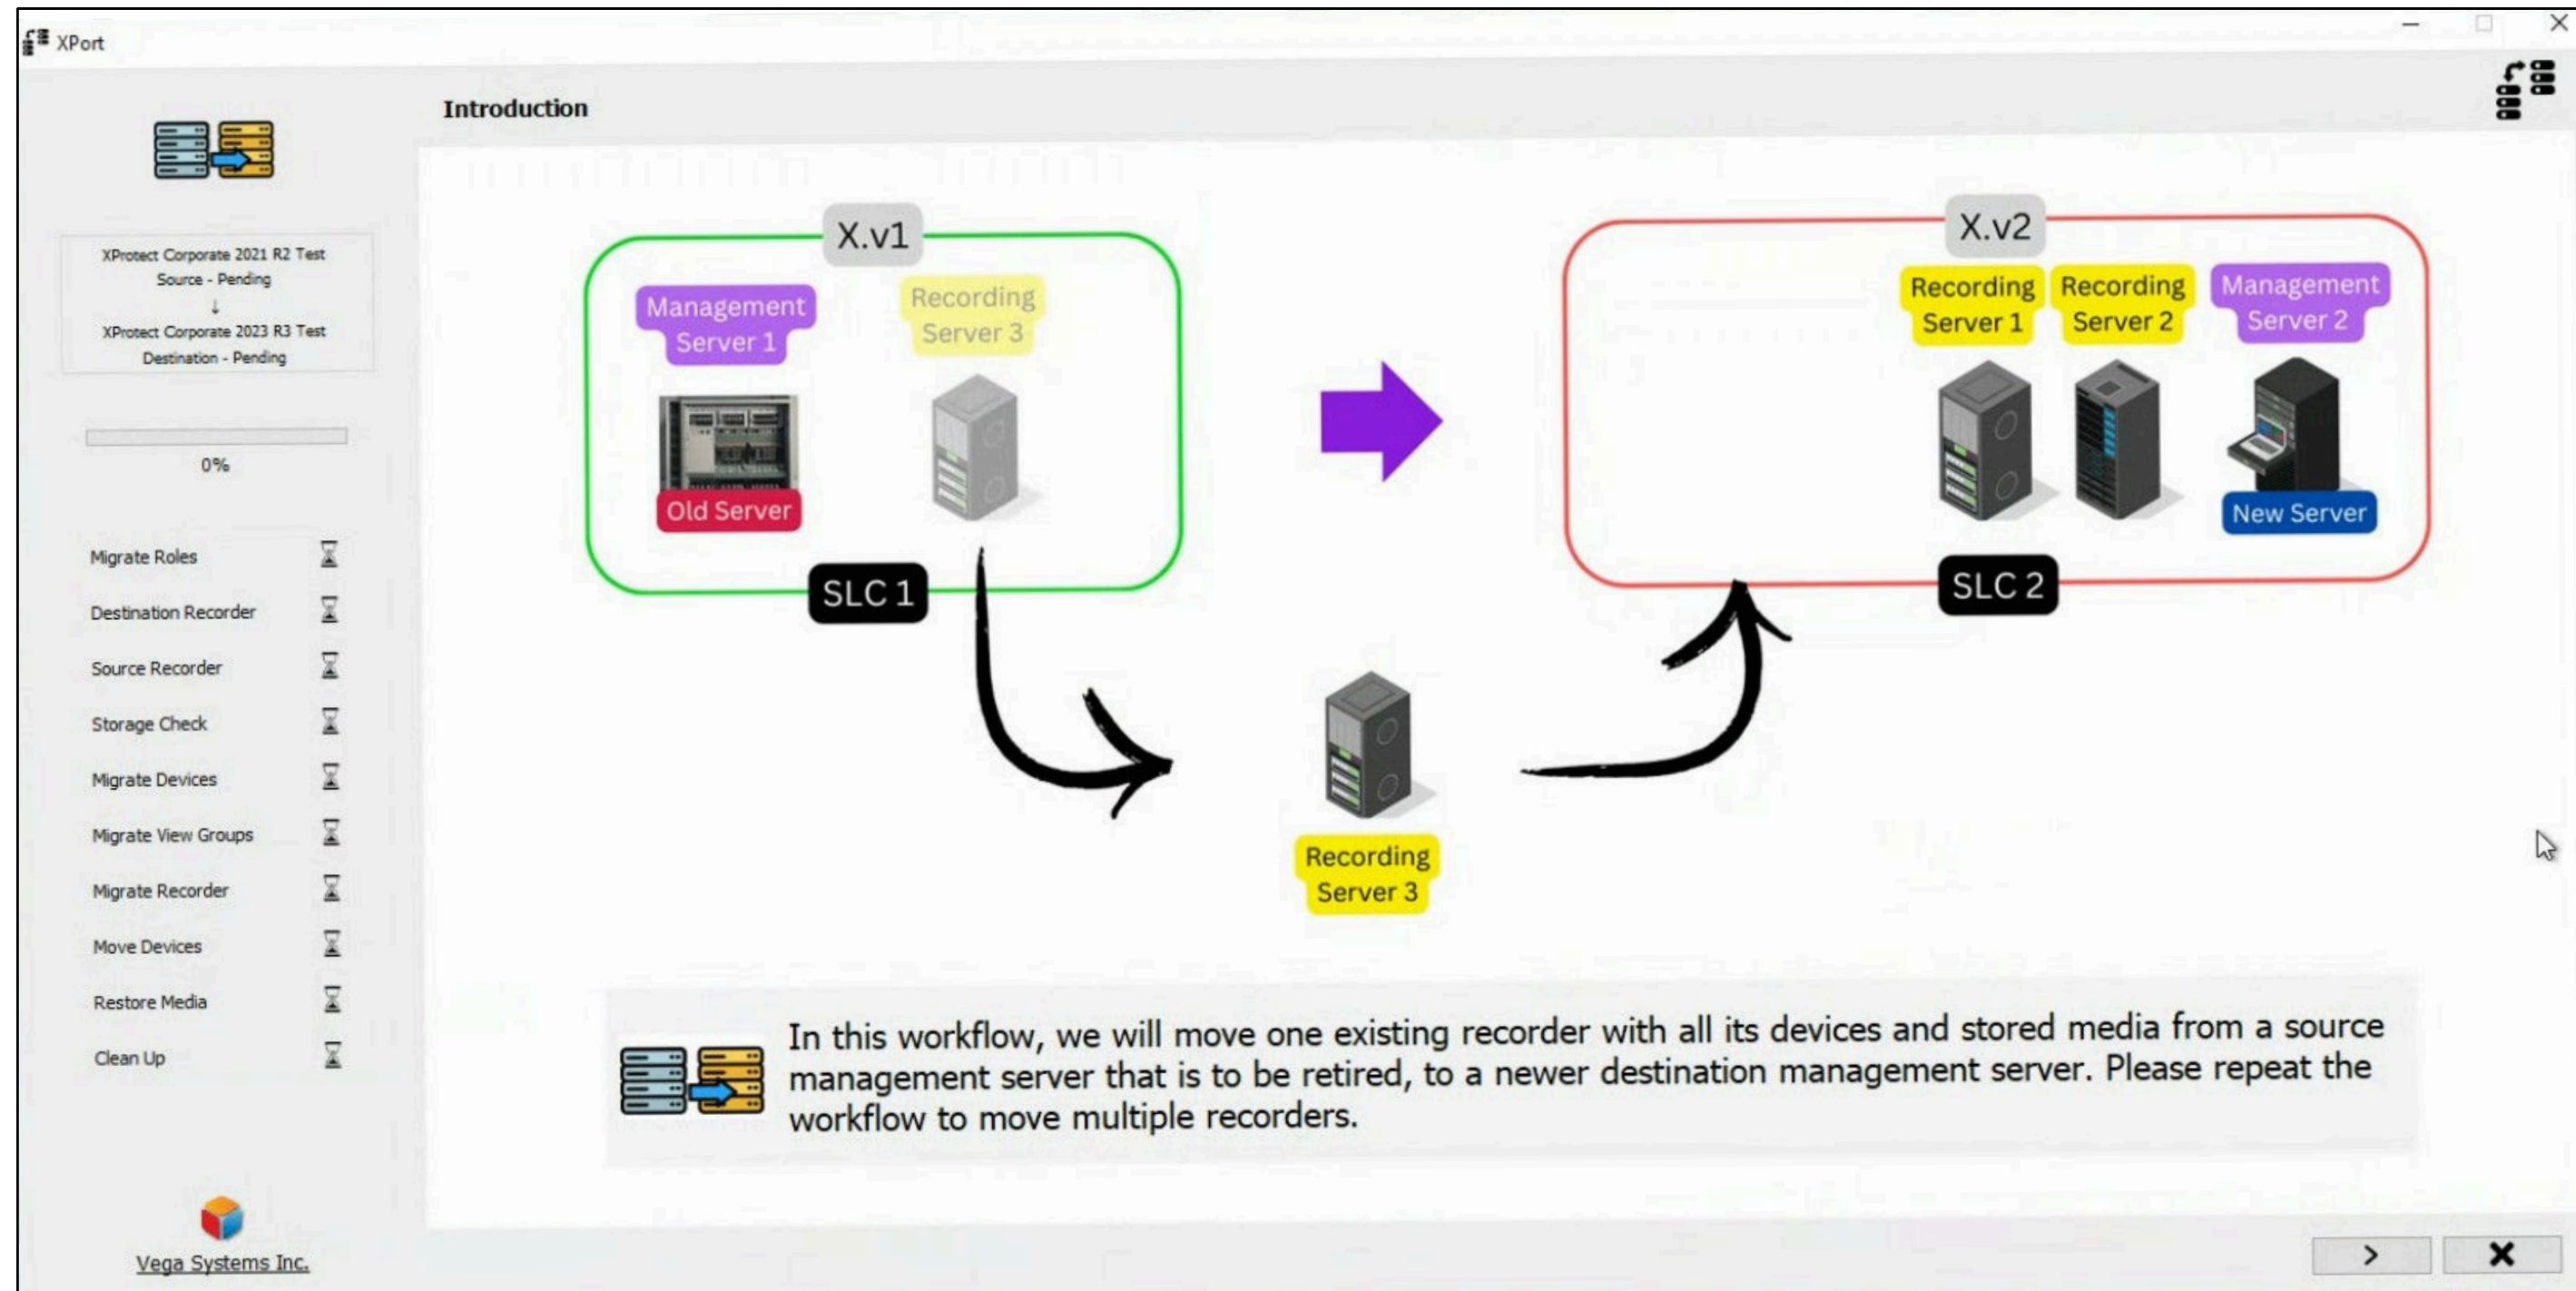 XPort
Introduction
XProtect Corporate 2021 R2 Test
Source - Pending
↓
XProtect Corporate 2023 R3 Test
Destination - Pending
0%
Migrate Roles
Destination Recorder
Source Recorder
Storage Check
Migrate Devices
Migrate View Groups
Migrate Recorder
Move Devices
Restore Media
Clean Up
Vega Systems Inc.
X.v1
Management
Server 1
Recording
Server 3
Old Server
SLC 1
X.v2
Recording
Server 1
Recording
Server 2
Management
Server 2
New Server
SLC 2
Recording
Server 3
In this workflow, we will move one existing recorder with all its devices and stored media from a source
management server that is to be retired, to a newer destination management server. Please repeat the
workflow to move multiple recorders.